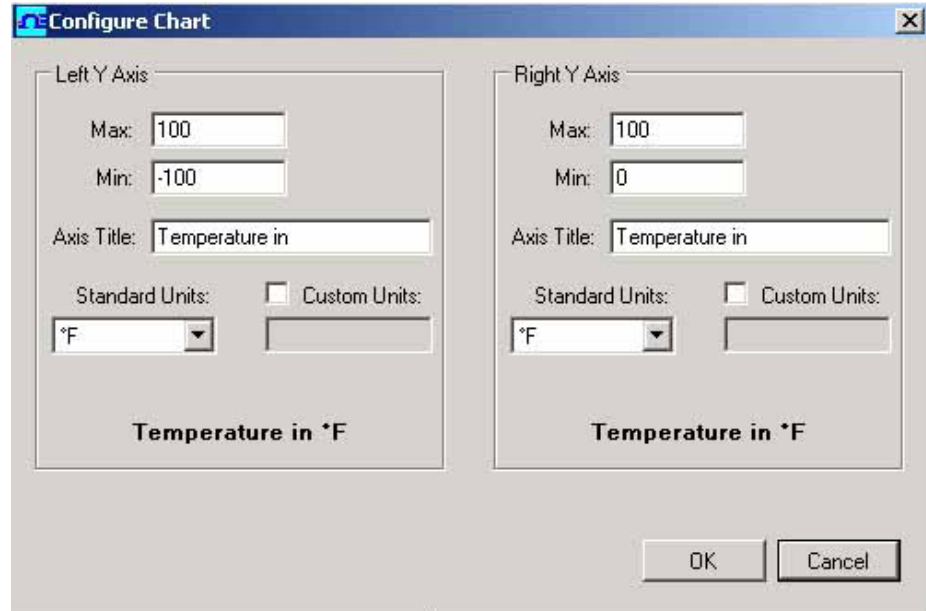 Configure Chart
Left Y Axis
Max: 100
Min: -100
Axis Title: Temperature in
Standard Units: Custom Units:
°F
Temperature in °F
Right Y Axis
Max: 100
Min: 0
Axis Title: Temperature in
Standard Units: Custom Units:
°F
Temperature in °F
OK Cancel